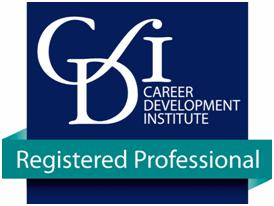 CDI
CAREER
DEVELOPMENT
INSTITUTE
Registered Professional